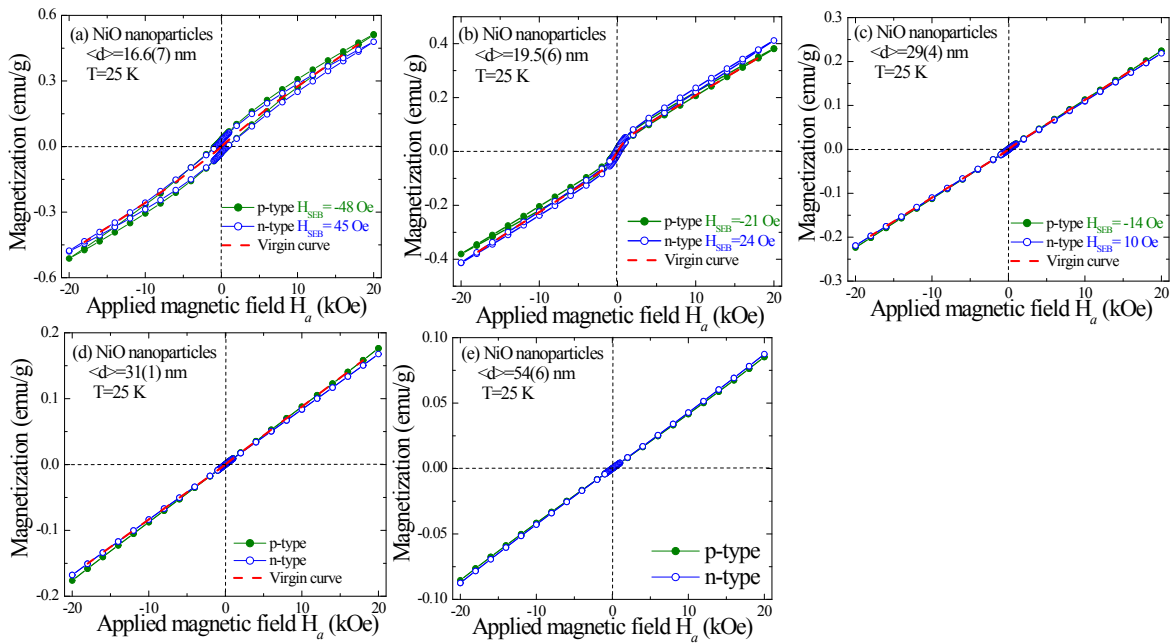 (a) NiO nanoparticles
<d>=16.6(7) nm
T=25 K
Magnetization (emu/g)
0.6
0.3
0.0
-0.3
-0.6
p-type H_SEB= -48 Oe
n-type H_SEB= 45 Oe
Virgin curve
-20 -10 0 10 20
Applied magnetic field H_a (kOe)
(b) NiO nanoparticles
<d>=19.5(6) nm
T=25 K
Magnetization (emu/g)
0.4
0.2
0.0
-0.2
-0.4
p-type H_SEB=-21 Oe
n-type H_SEB=24 Oe
Virgin curve
-20 -10 0 10 20
Applied magnetic field H_a (kOe)
(c) NiO nanoparticles
<d>=29(4) nm
T=25 K
Magnetization (emu/g)
0.3
0.2
0.1
0.0
-0.1
-0.2
-0.3
p-type H_SEB= -14 Oe
n-type H_SEB= 10 Oe
Virgin curve
-20 -10 0 10 20
Applied magnetic field H_a (kOe)
(d) NiO nanoparticles
<d>=31(1) nm
T=25 K
Magnetization (emu/g)
0.2
0.1
0.0
-0.1
-0.2
p-type
n-type
Virgin curve
-20 -10 0 10 20
Applied magnetic field H_a (kOe)
(e) NiO nanoparticles
<d>=54(6) nm
T=25 K
Magnetization (emu/g)
0.10
0.05
0.00
-0.05
-0.10
p-type
n-type
-20 -10 0 10 20
Applied magnetic field H_a (kOe)